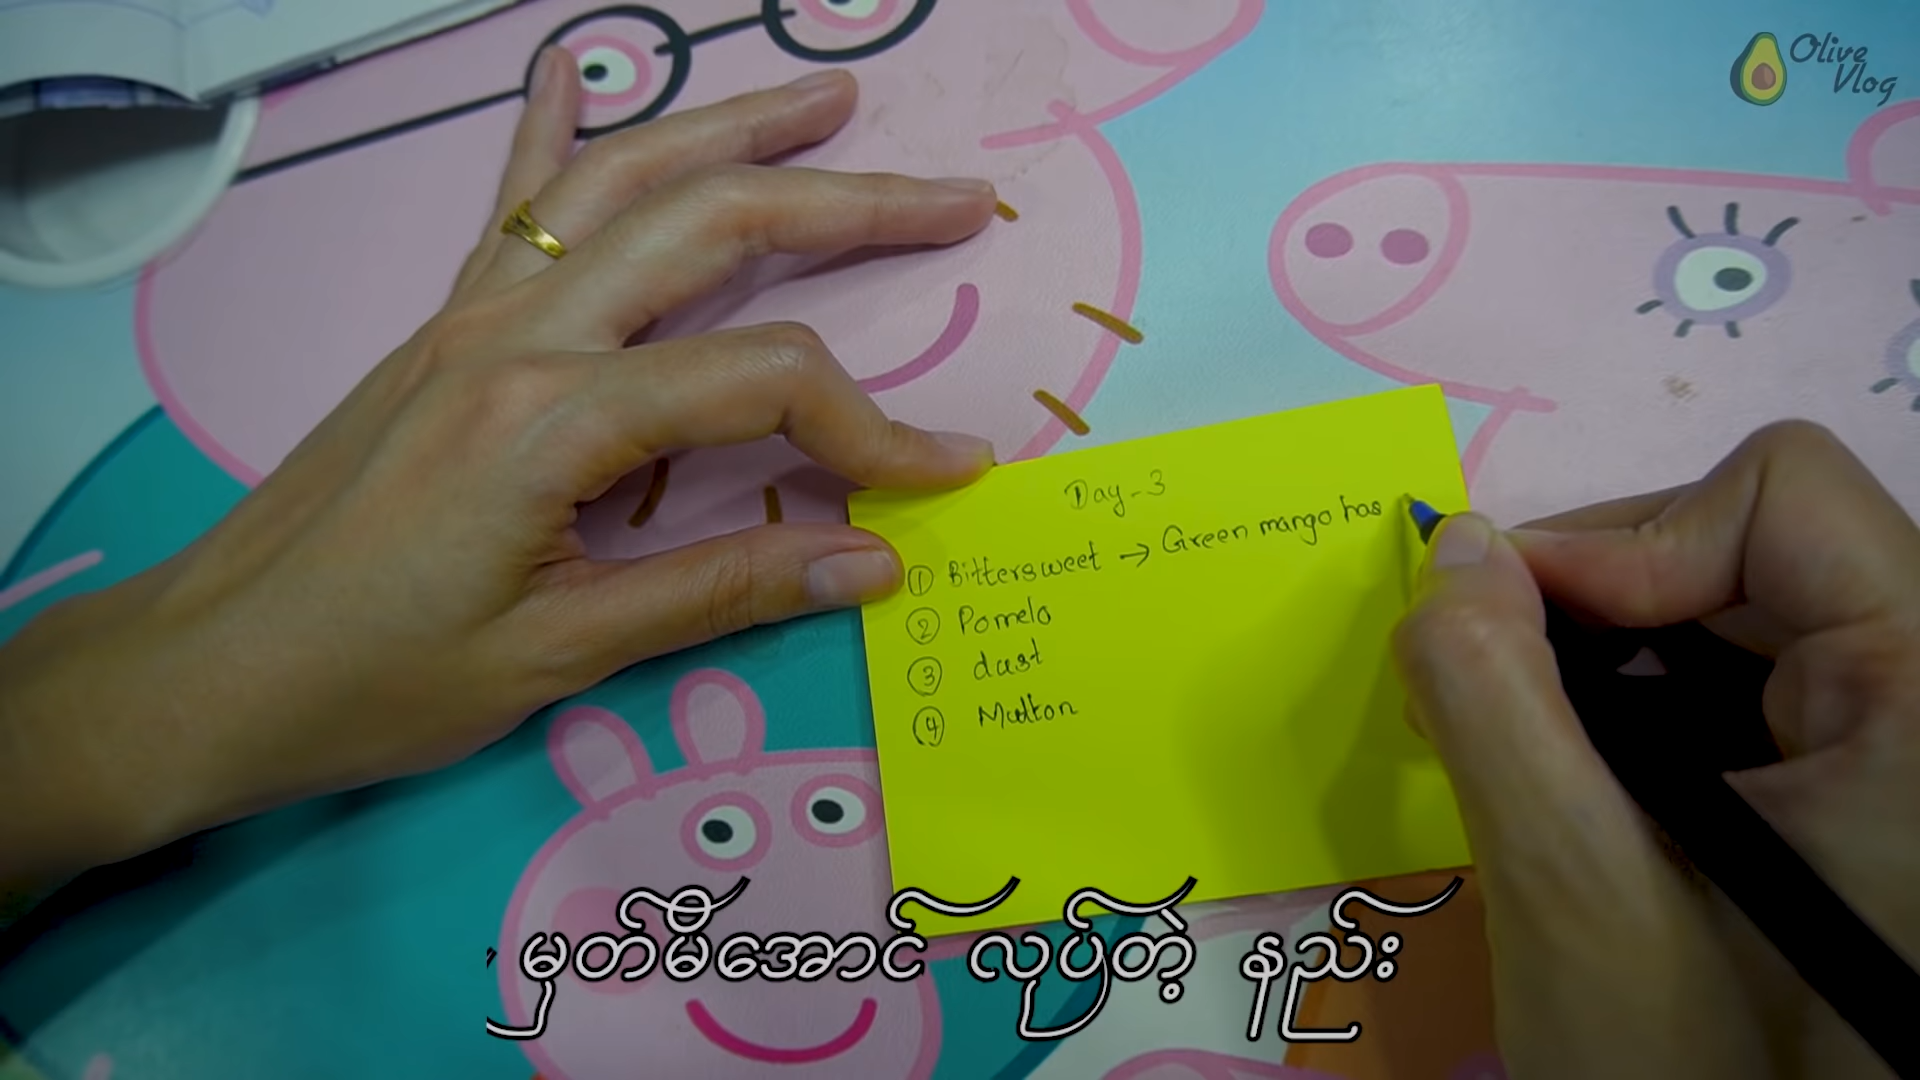 Olive
Vlog
Day - 3
① Bittersweet → Green mango has
② Pomelo
③ dust
④ Mutton
မှတ်မိအောင် လုပ်တဲ့ နည်း